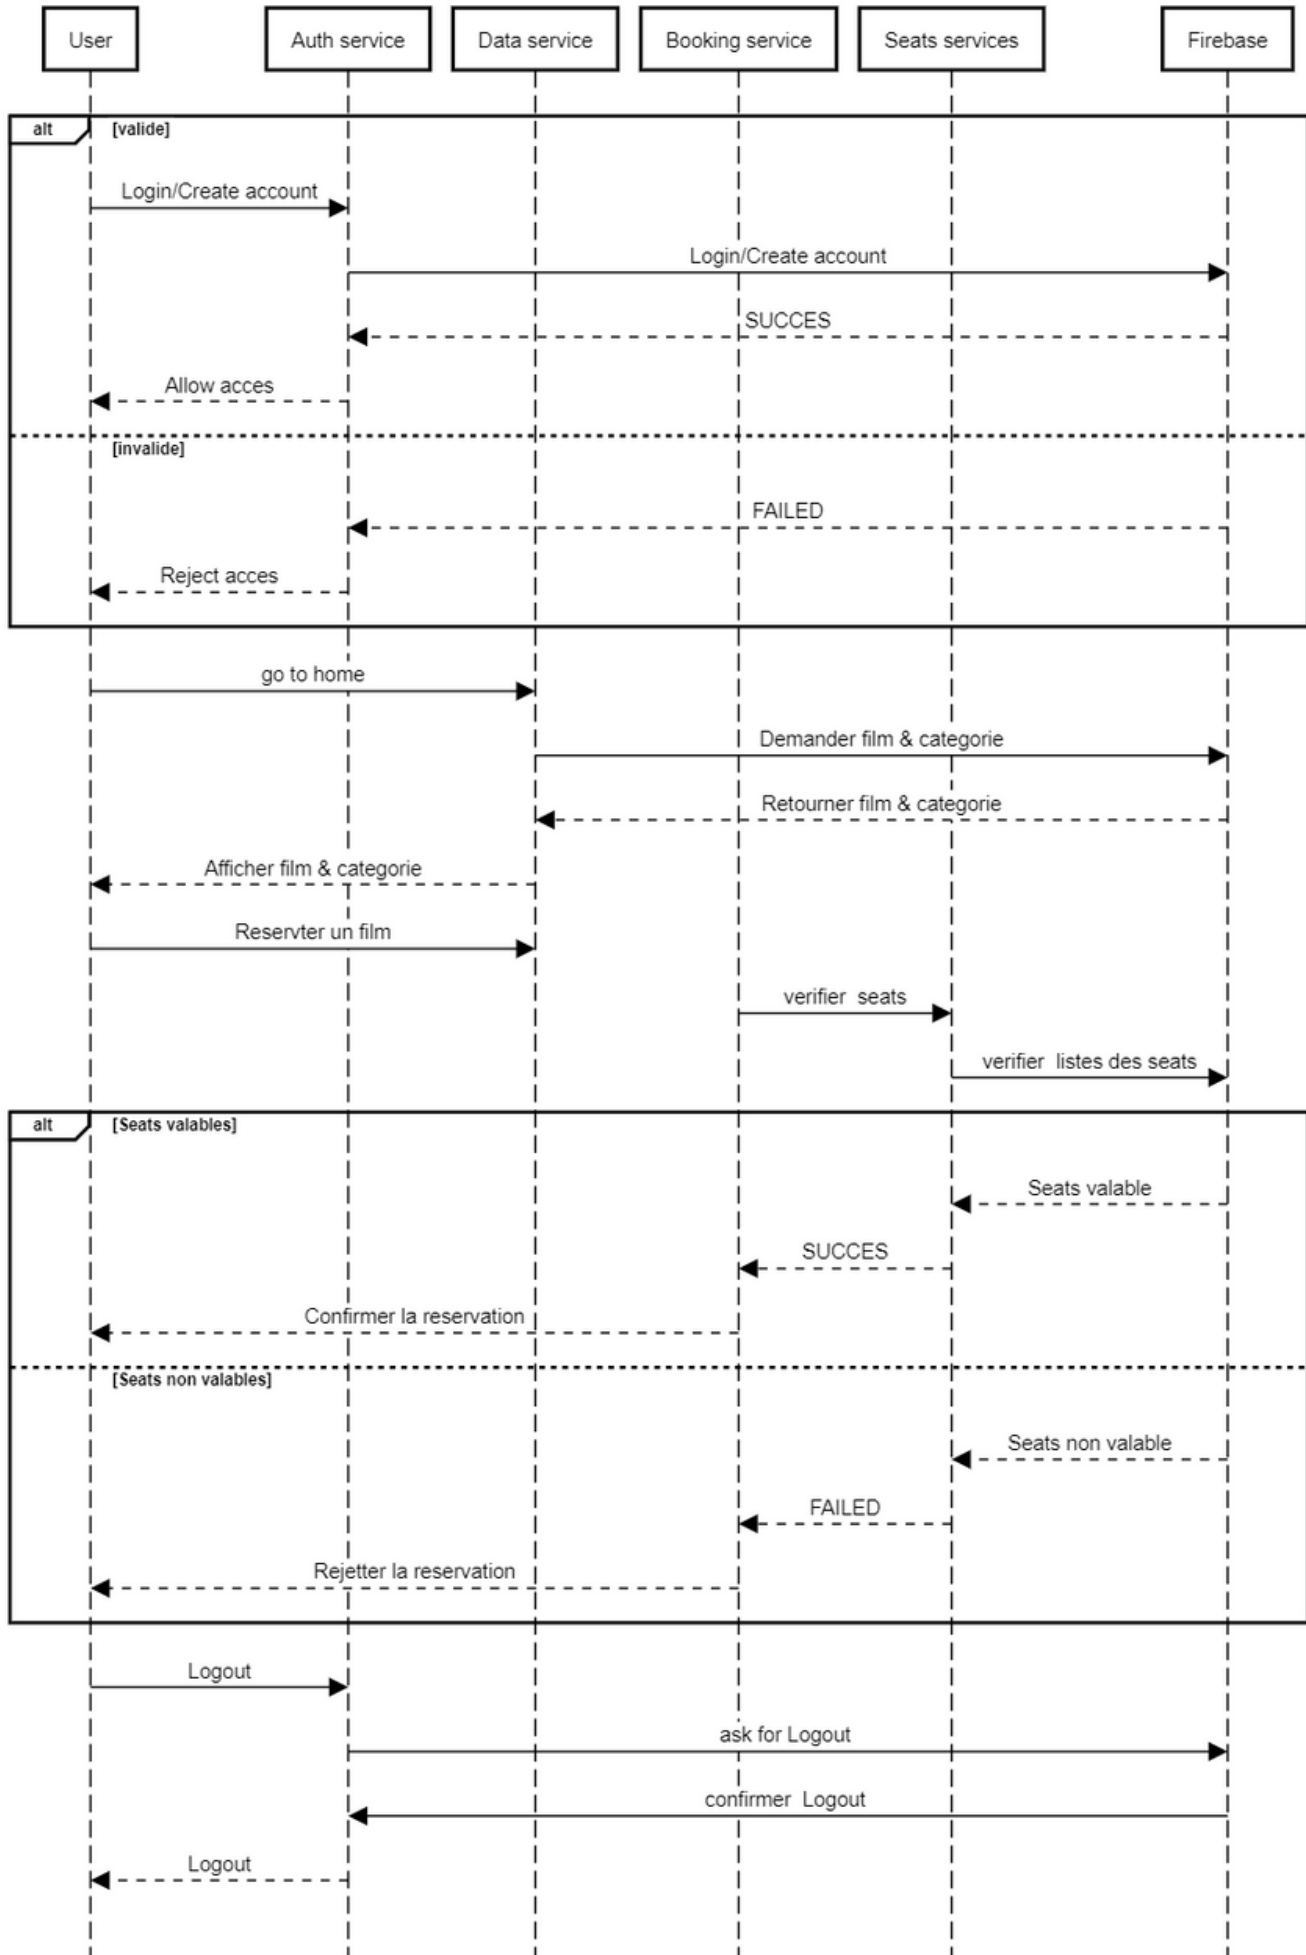 User
Auth service
Data service
Booking service
Seats services
Firebase
alt
[valide]
Login/Create account
Login/Create account
SUCCES
Allow acces
[invalide]
FAILED
Reject acces
go to home
Demander film & categorie
Retourner film & categorie
Afficher film & categorie
Reservter un film
verifier  seats
verifier  listes des seats
alt
[Seats valables]
Seats valable
SUCCES
Confirmer la reservation
[Seats non valables]
Seats non valable
FAILED
Rejetter la reservation
Logout
ask for Logout
confirmer  Logout
Logout